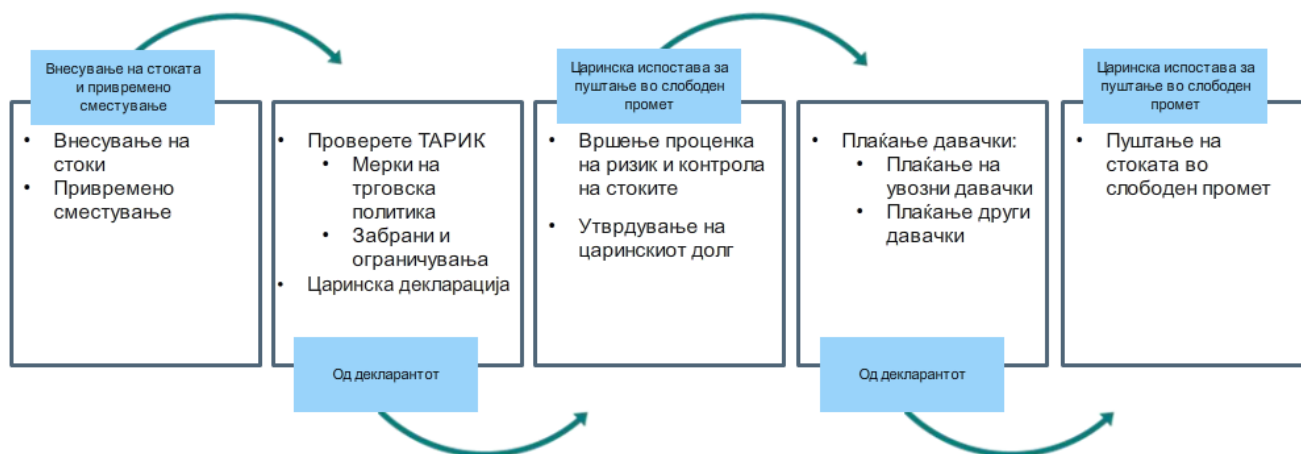 Внесување на стоката
и привремено
сместување
• Внесување на
стоки
• Привремено
сместување
• Проверете ТАРИК
• Мерки на
трговска
политика
• Забрани и
ограничувања
• Царинска декларација
Од декларантот
Царинска испостава за
пуштање во слободен
промет
• Вршење проценка
на ризик и контрола
на стоките
• Утврдување на
царинскиот долг
• Плаќање давачки:
• Плаќање на
увозни давачки
• Плаќање други
давачки
Од декларантот
Царинска испостава за
пуштање во слободен
промет
• Пуштање на
стоката во
слободен промет